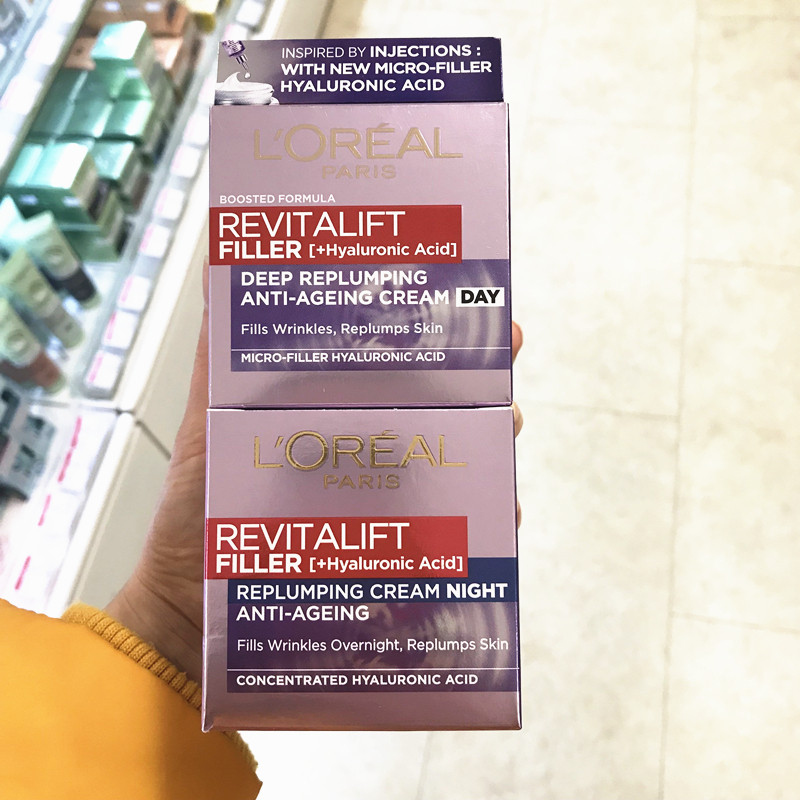 INSPIRED BY INJECTIONS :
WITH NEW MICRO-FILLER
HYALURONIC ACID
L'ORÉAL
PARIS
BOOSTED FORMULA
REVITALIFT
FILLER [+Hyaluronic Acid]
DEEP REPLUMPING
ANTI-AGEING CREAM DAY
Fills Wrinkles, Replumps Skin
MICRO-FILLER HYALURONIC ACID
L'ORÉAL
PARIS
REVITALIFT
FILLER [+Hyaluronic Acid]
REPLUMPING CREAM NIGHT
ANTI-AGEING
Fills Wrinkles Overnight, Replumps Skin
CONCENTRATED HYALURONIC ACID